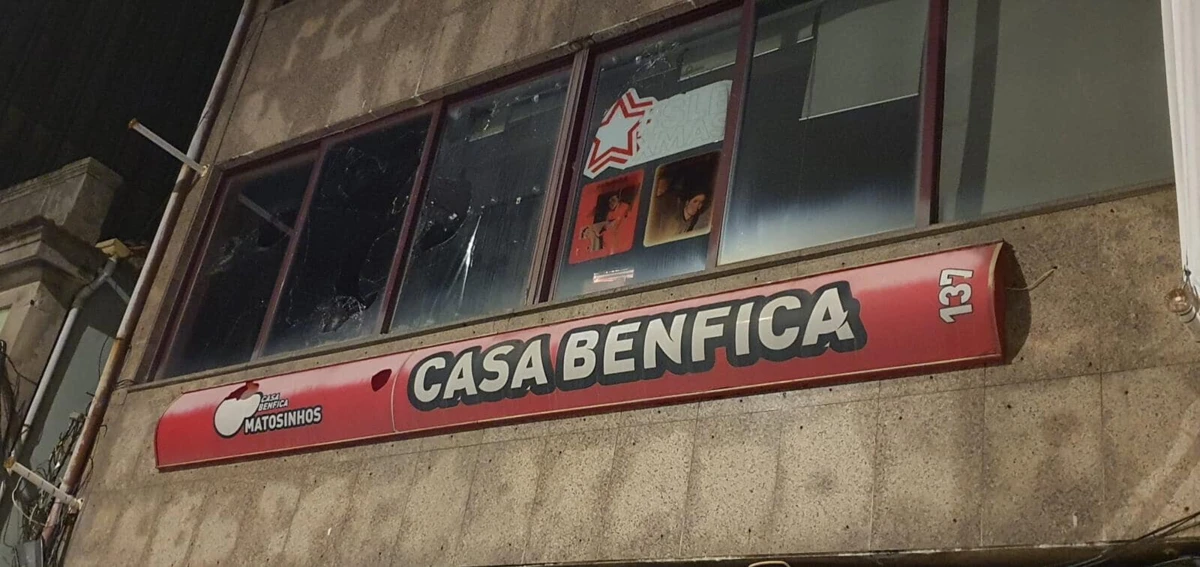 CASA
BENFICA
MATOSINHOS
CASA BENFICA
137